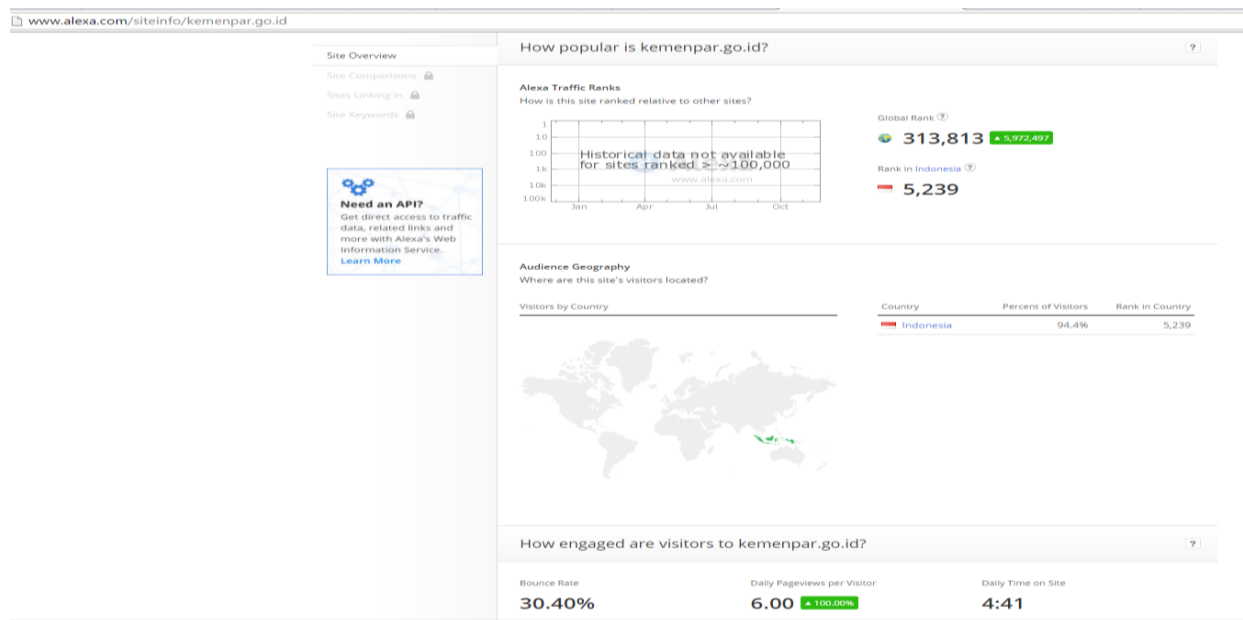 www.alexa.com/siteinfo/kemenpar.go.id
Site Overview
Site Comparisons
Sites Linking In
Site Keywords
Need an API?
Get direct access to traffic
data, related links and
more with Alexa's Web
Information Service.
Learn More
How popular is kemenpar.go.id?
?
Alexa Traffic Ranks
How is this site ranked relative to other sites?
1
10
100
1k
10k
100k
Historical data not available
for sites ranked > ~100,000
www.alexa.com
Jan Apr Jul Oct
Global Rank ?
313,813 ▲ 5,972,497
Rank in Indonesia ?
5,239
Audience Geography
Where are this site's visitors located?
Visitors by Country
Country Percent of Visitors Rank in Country
Indonesia 94.4% 5,239
How engaged are visitors to kemenpar.go.id?
?
Bounce Rate
30.40%
Daily Pageviews per Visitor
6.00 ▲ 100.00%
Daily Time on Site
4:41